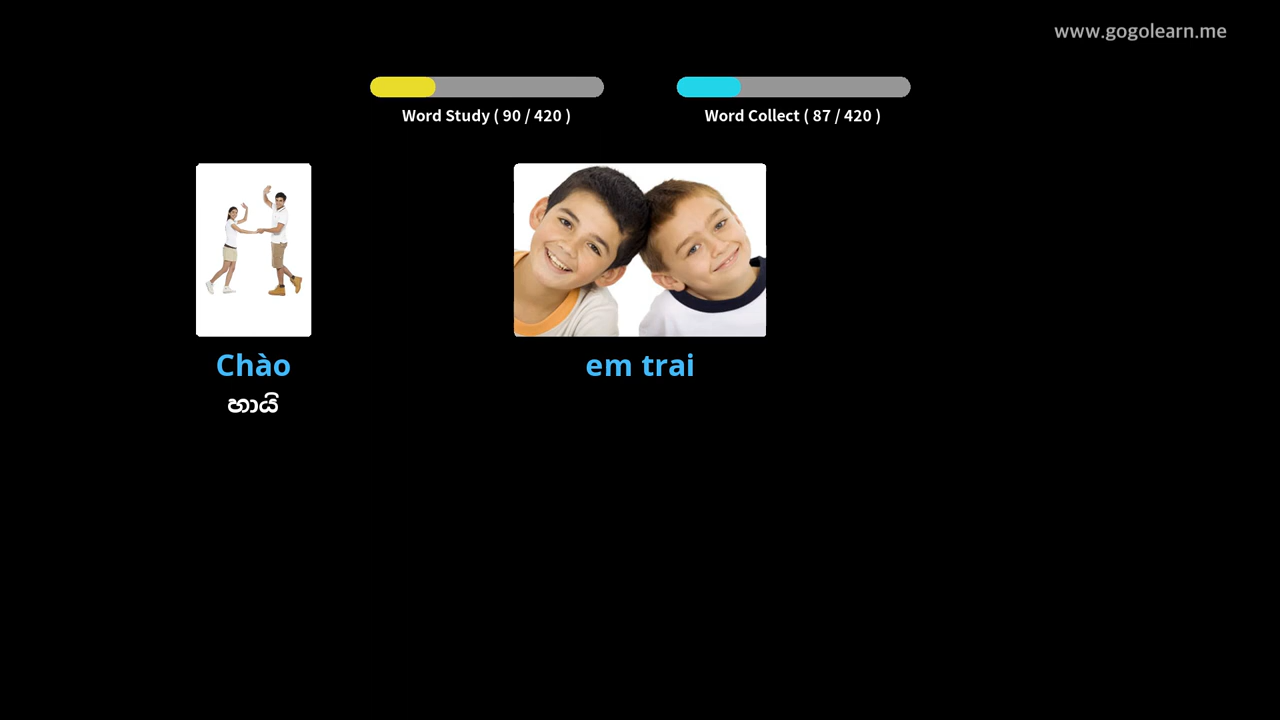 www.gogolearn.me
Word Study ( 90 / 420 )
Word Collect ( 87 / 420 )
Chào
em trai
හායි